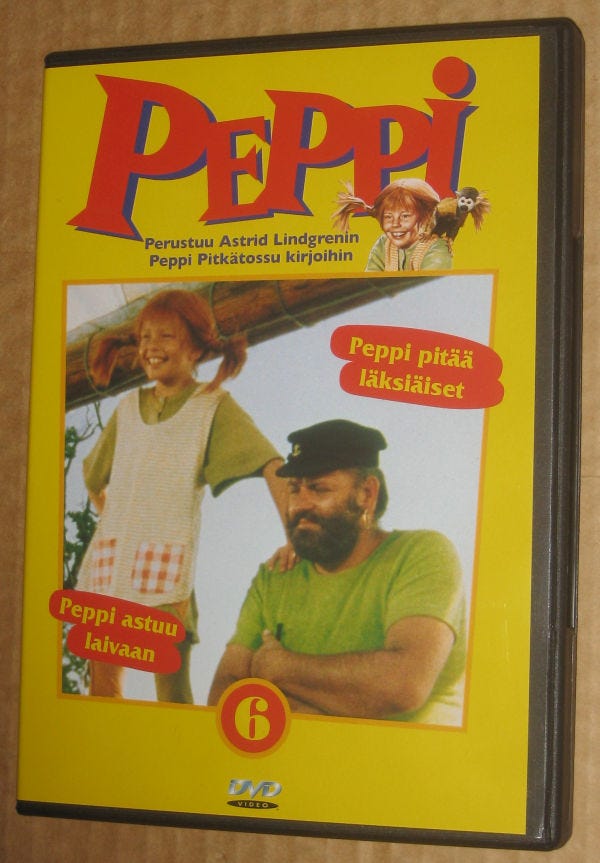 PEPPi
Perustuu Astrid Lindgrenin
Peppi Pitkätossu kirjoihin
Peppi pitää
läksiäiset
Peppi astuu
laivaan
6
DVD
VIDEO